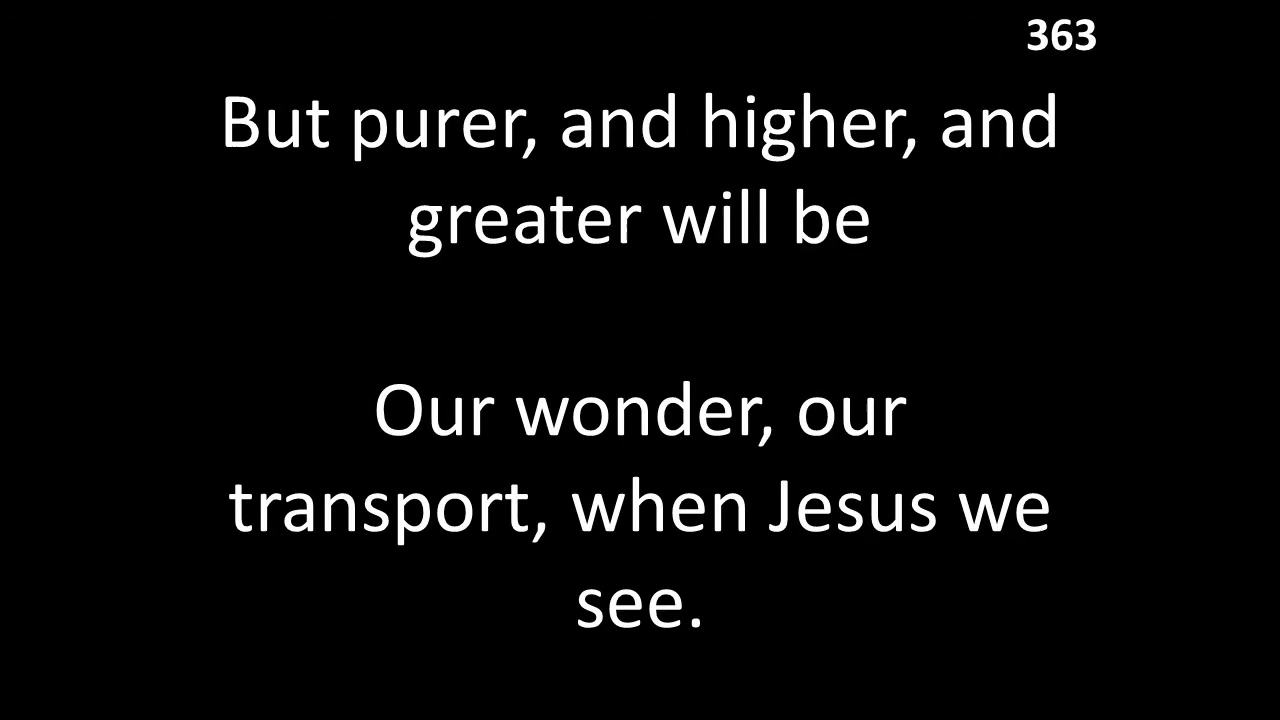 363
But purer, and higher, and
greater will be
Our wonder, our
transport, when Jesus we
see.